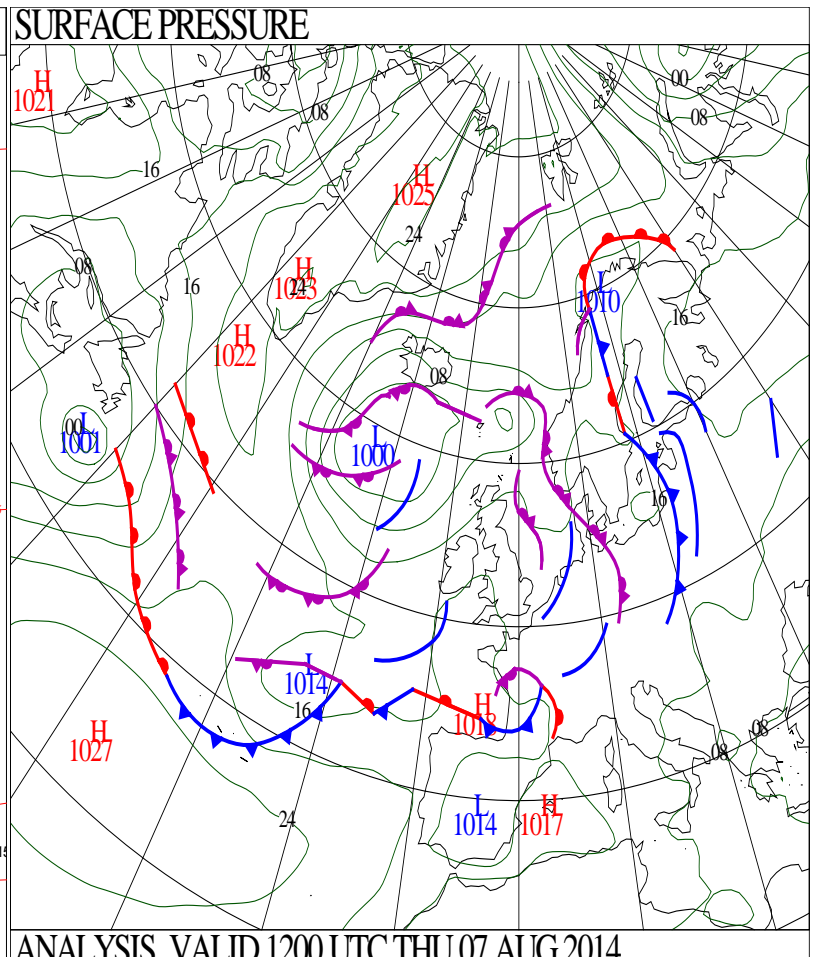 SURFACE PRESSURE
08
H
1021
00
08
08
16
H
1025
24
08
H
1023
24
16
L
1010
16
H
1022
08
L
1001
00
L
1000
16
L
1014
16
H
1018
H
1027
08
08
24
L
1014
H
1017
ANALYSIS VALID 1200 UTC THU 07 AUG 2014